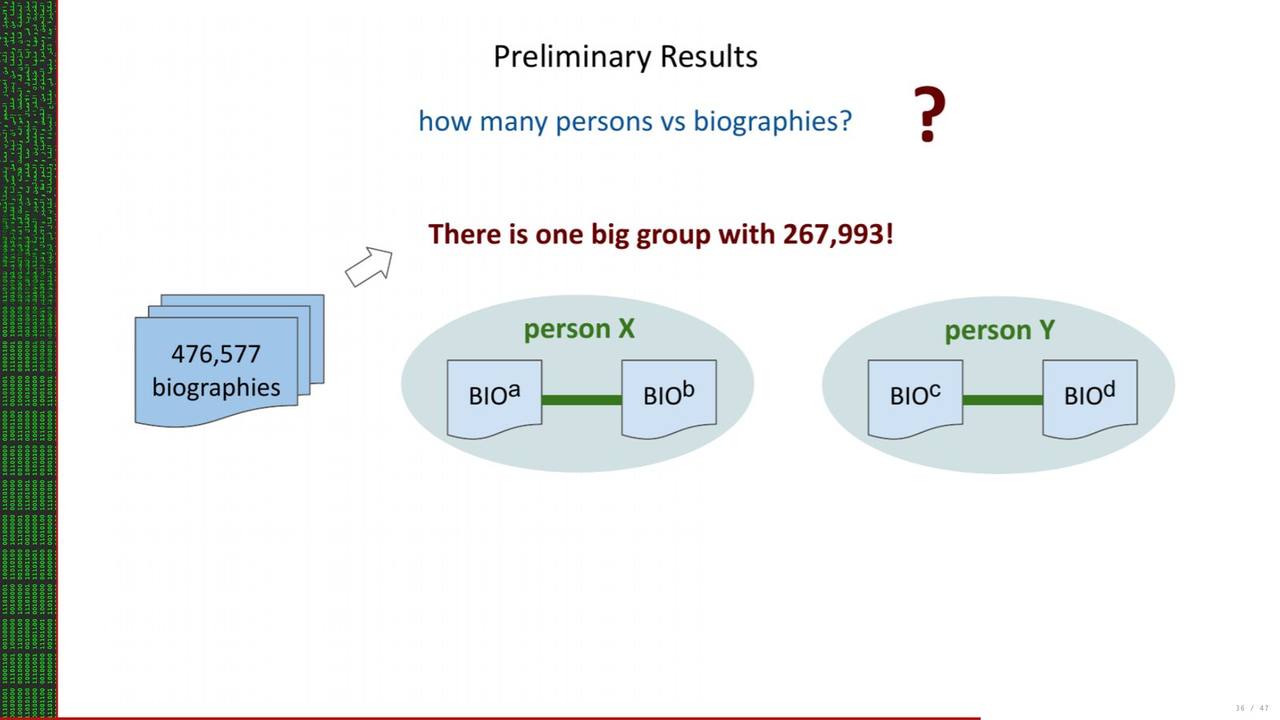 Preliminary Results
how many persons vs biographies?
?
There is one big group with 267,993!
476,577
biographies
person X
BIOa
BIOb
person Y
BIOc
BIOd
36 / 47